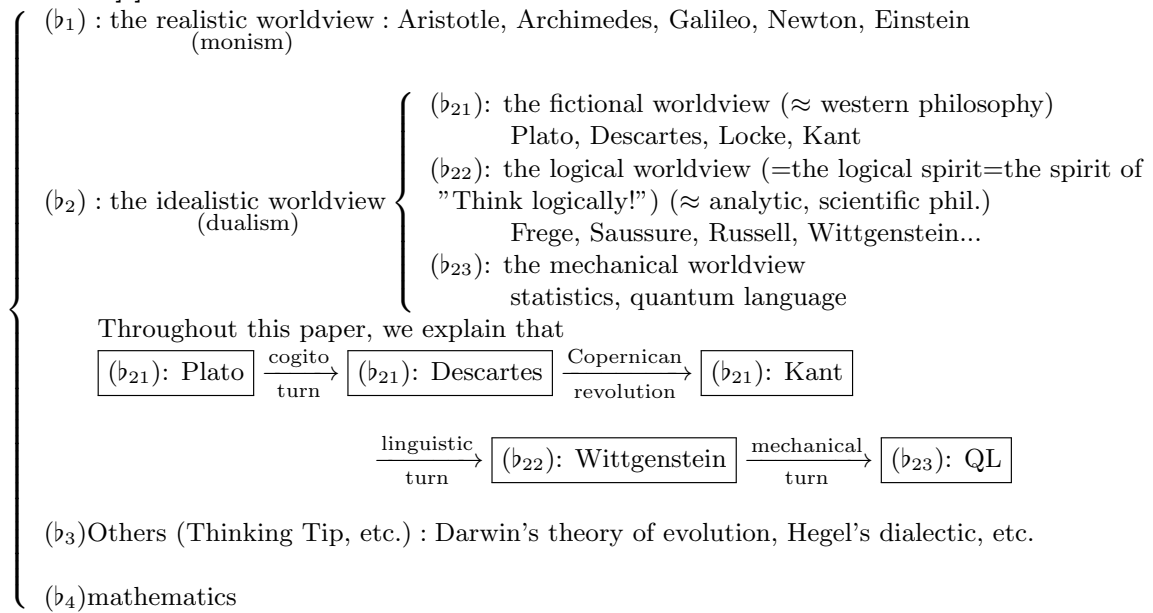 (♭₁) : the realistic worldview : Aristotle, Archimedes, Galileo, Newton, Einstein
(monism)
(♭₂₁): the fictional worldview (≈ western philosophy)
Plato, Descartes, Locke, Kant
(♭₂₂): the logical worldview (=the logical spirit=the spirit of
(♭₂) : the idealistic worldview
"Think logically!") (≈ analytic, scientific phil.)
(dualism)
Frege, Saussure, Russell, Wittgenstein...
(♭₂₃): the mechanical worldview
statistics, quantum language
Throughout this paper, we explain that
(♭₂₁): Plato cogito turn → (♭₂₁): Descartes Copernican revolution → (♭₂₁): Kant
linguistic turn → (♭₂₂): Wittgenstein mechanical turn → (♭₂₃): QL
(♭₃)Others (Thinking Tip, etc.) : Darwin's theory of evolution, Hegel's dialectic, etc.
(♭₄)mathematics